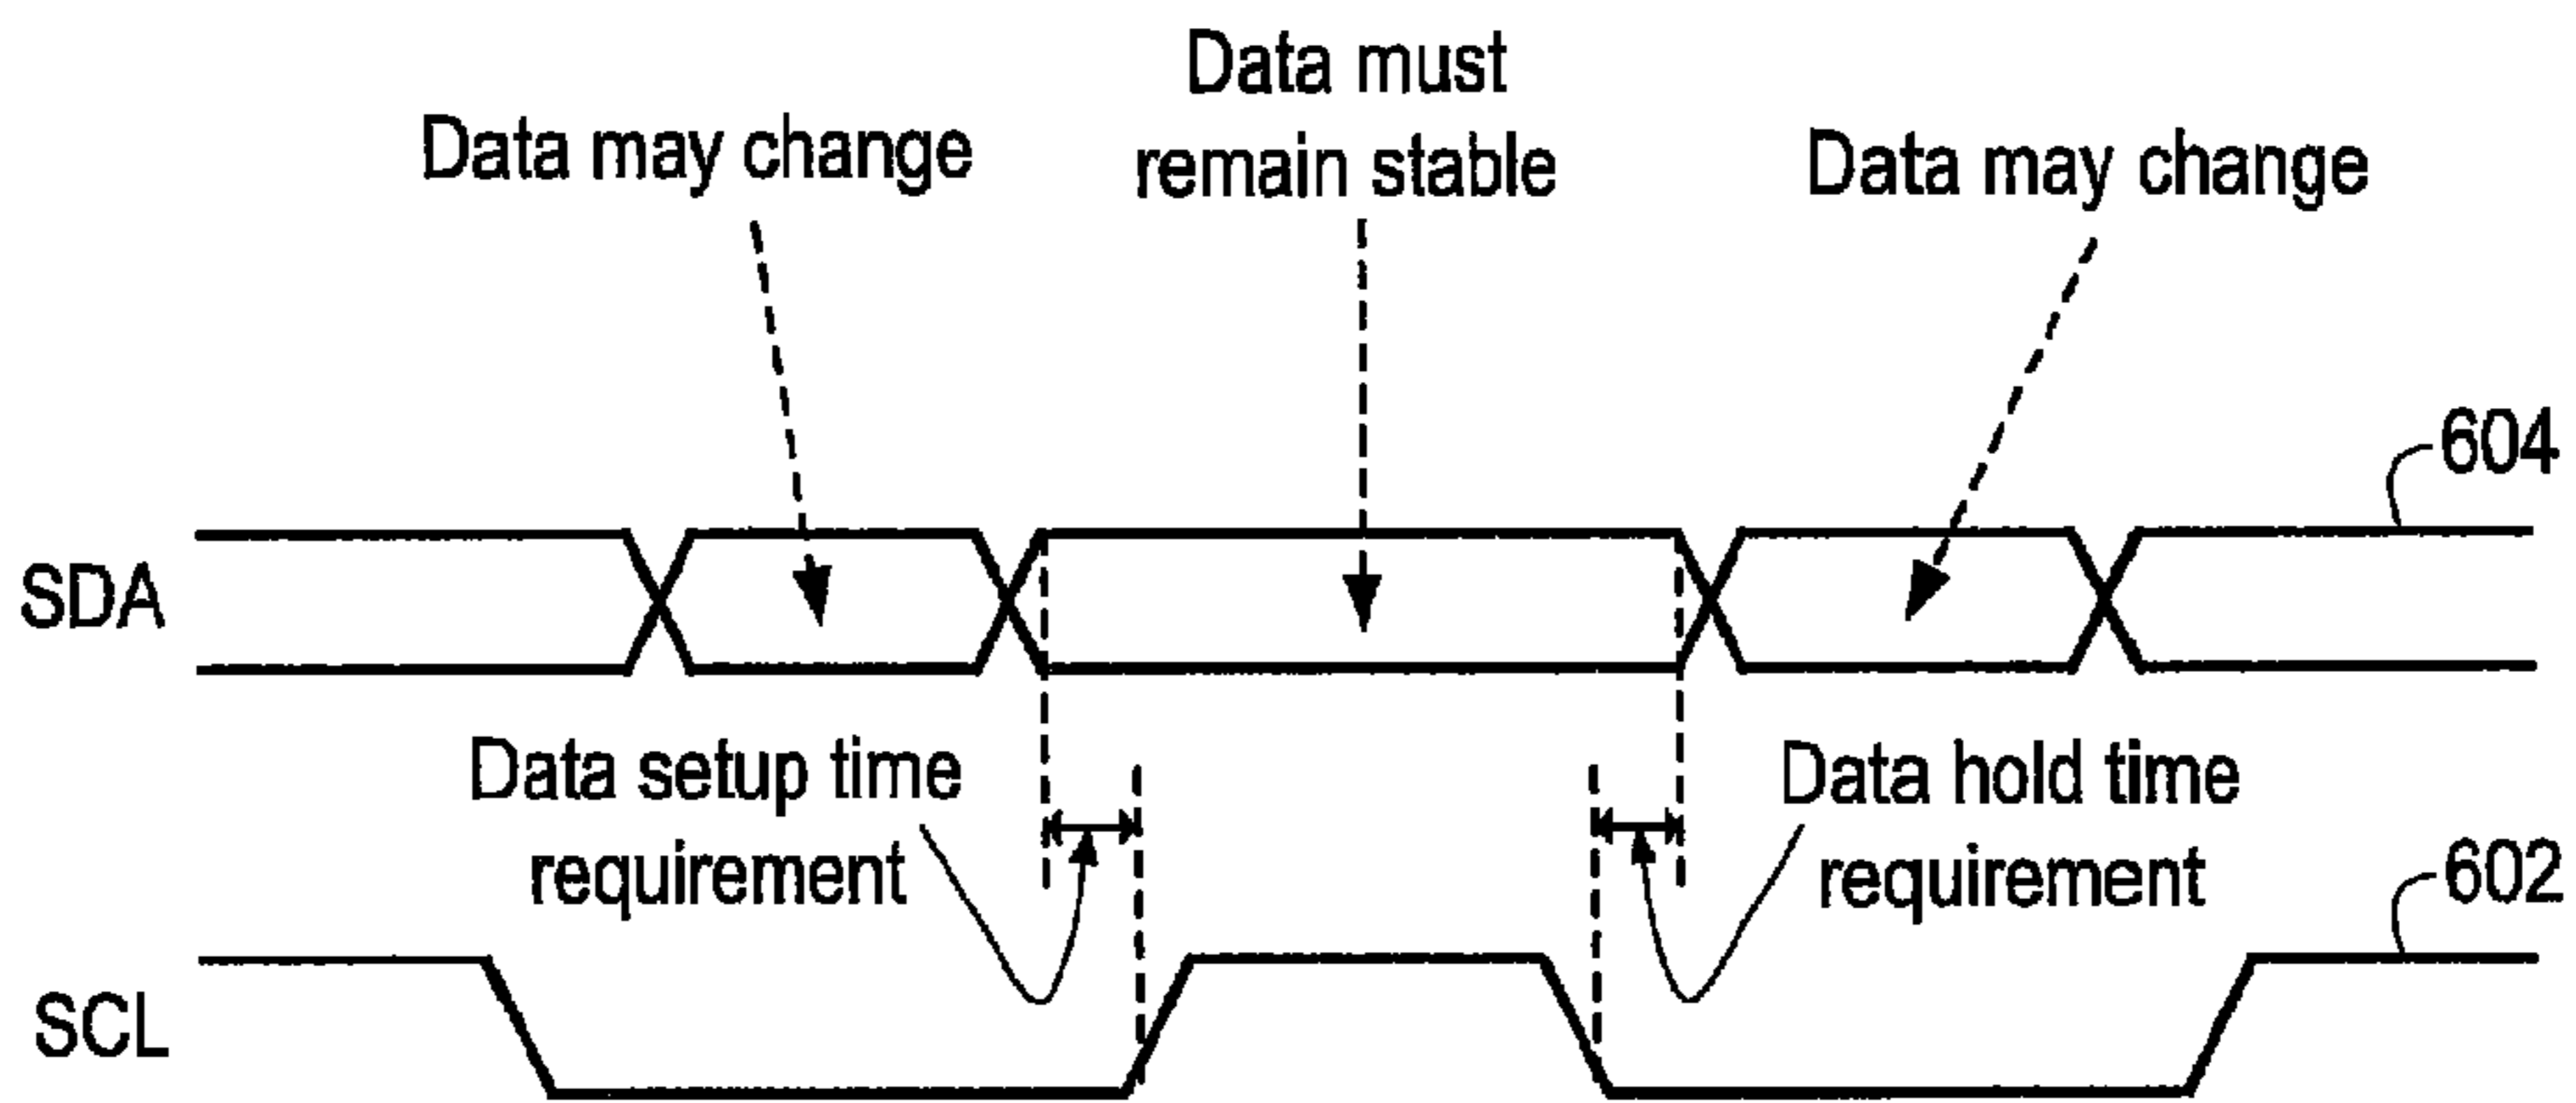 Data may change
Data must
remain stable
Data may change
604
SDA
Data setup time
requirement
Data hold time
requirement
602
SCL